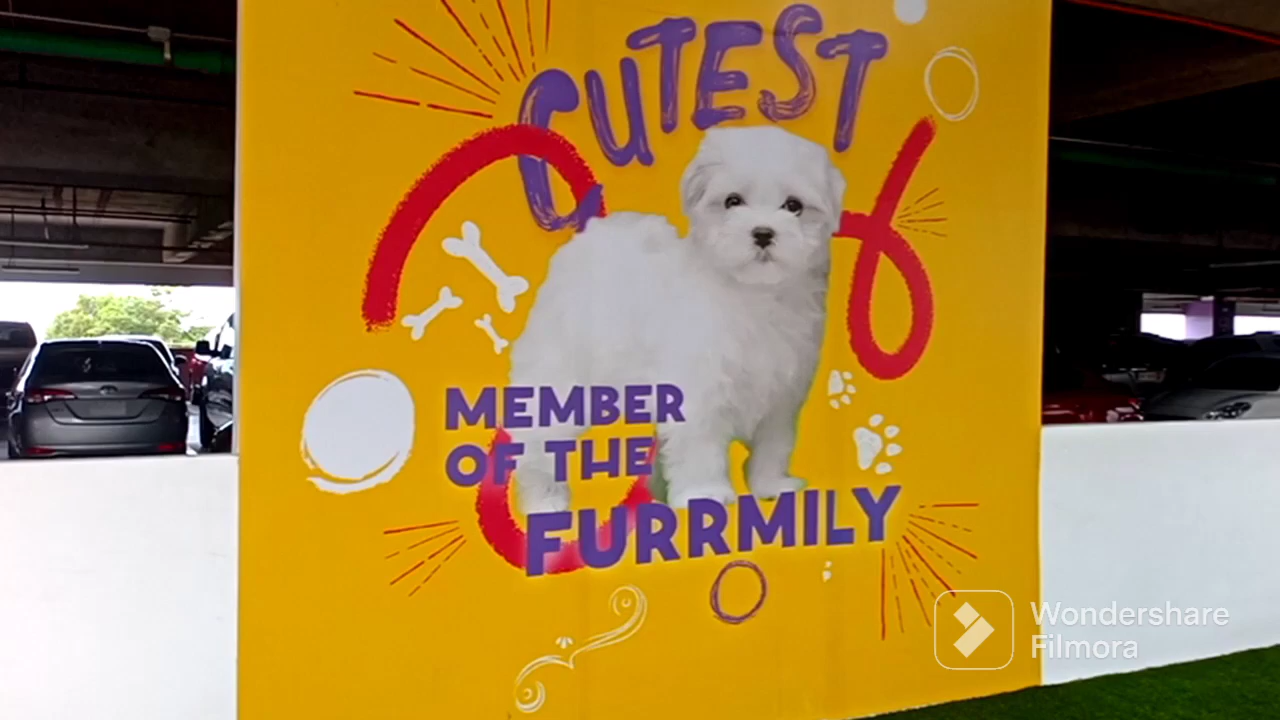 CUTEST
MEMBER
OF THE
FURRMILY
Wondershare
Filmora